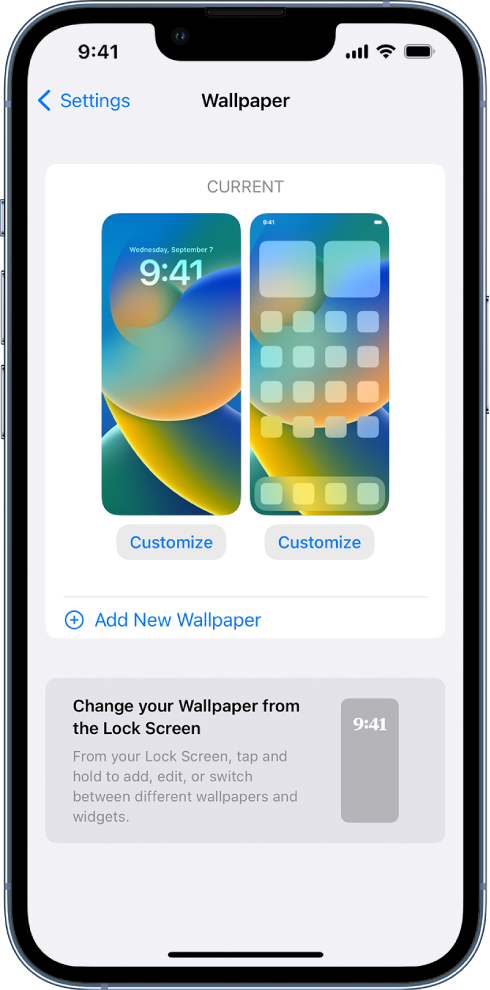 9:41
Settings
Wallpaper
CURRENT
Wednesday, September 7
9:41
9:41
Customize
Customize
Add New Wallpaper
Change your Wallpaper from
the Lock Screen
From your Lock Screen, tap and
hold to add, edit, or switch
between different wallpapers and
widgets.
9:41